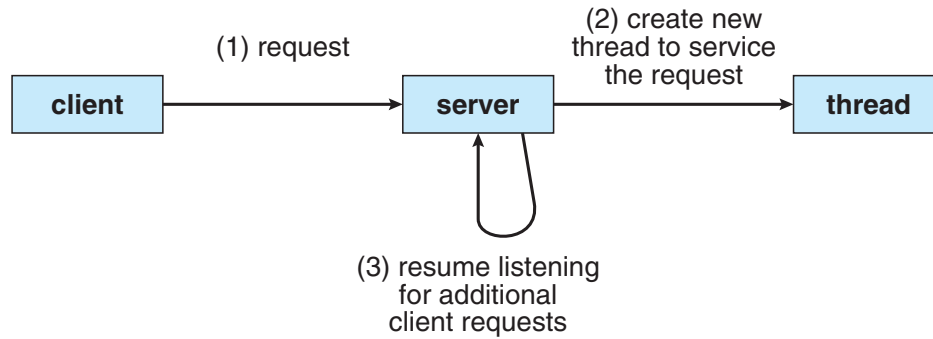 (1) request
(2) create new
thread to service
the request
client
server
thread
(3) resume listening
for additional
client requests